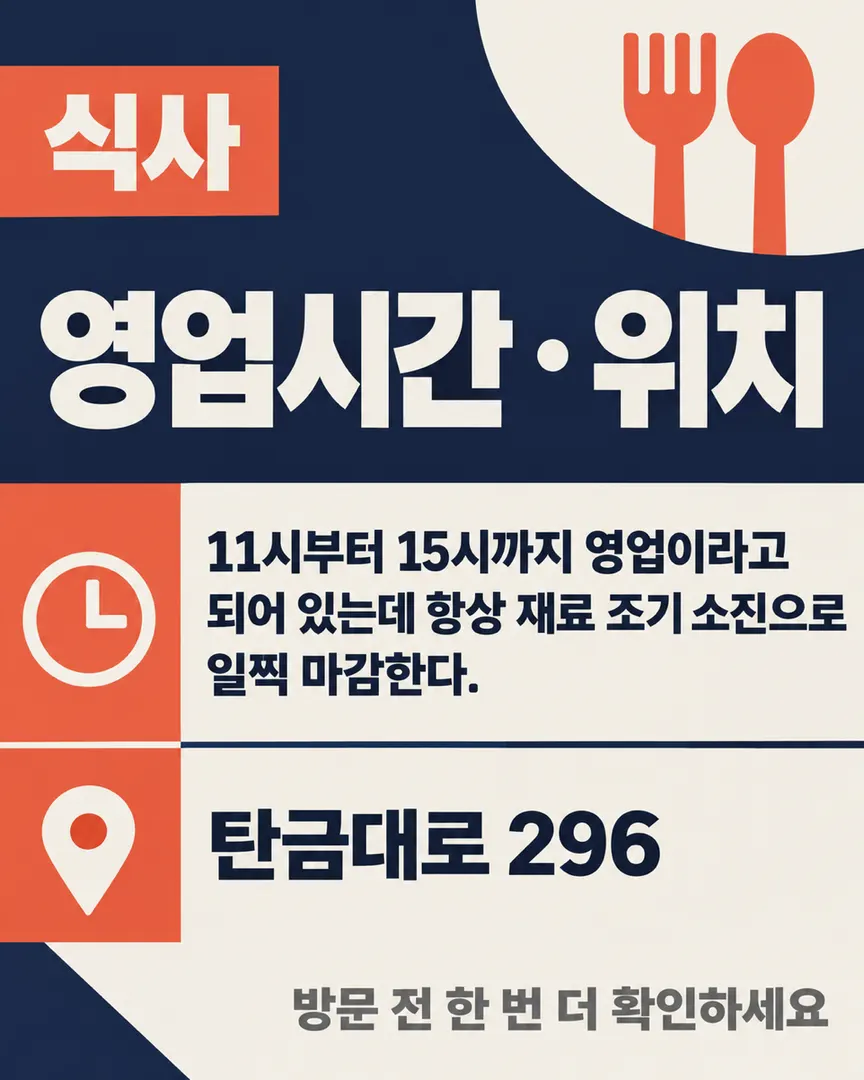 식사
영업시간·위치
11시부터 15시까지 영업이라고
되어 있는데 항상 재료 조기 소진으로
일찍 마감한다.
탄금대로 296
방문 전 한 번 더 확인하세요